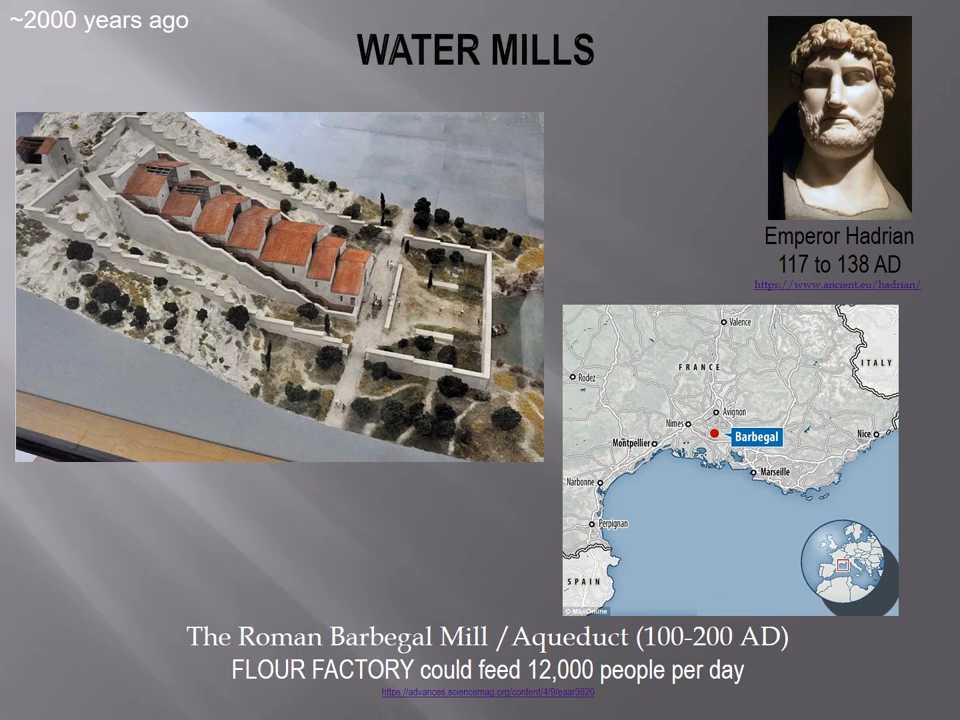 ~2000 years ago
WATER MILLS
Emperor Hadrian
117 to 138 AD
https://www.ancient.eu/hadrian/
Valence
FRANCE
ITALY
Rodez
Avignon
Nimes
Barbegal
Montpellier
Nice
Marseille
Narbonne
Perpignan
SPAIN
© MailOnline
The Roman Barbegal Mill /Aqueduct (100-200 AD)
FLOUR FACTORY could feed 12,000 people per day
https://advances.sciencemag.org/content/4/9/eaar3620